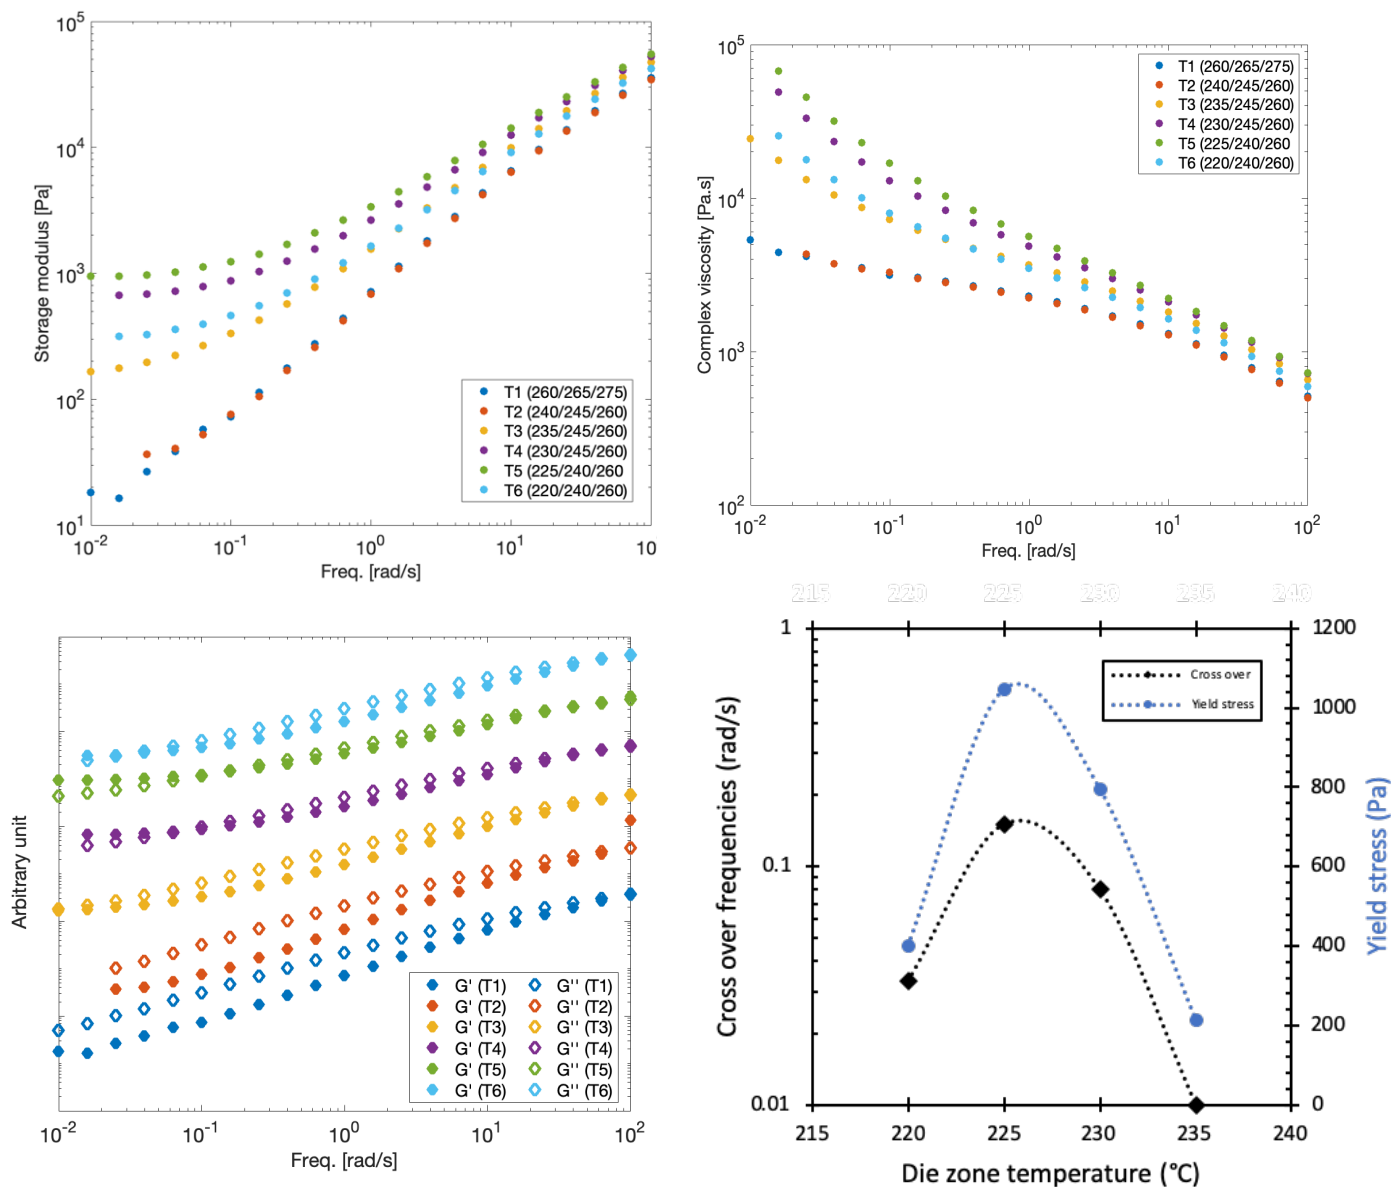 10^5
10^4
10^3
10^2
10^1
Storage modulus [Pa]
T1 (260/265/275)
T2 (240/245/260)
T3 (235/245/260)
T4 (230/245/260)
T5 (225/240/260
T6 (220/240/260)
10^-2 10^-1 10^0 10^1 10
Freq. [rad/s]
10^5
10^4
10^3
10^2
Complex viscosity [Pa.s]
T1 (260/265/275)
T2 (240/245/260)
T3 (235/245/260)
T4 (230/245/260)
T5 (225/240/260
T6 (220/240/260)
10^-2 10^-1 10^0 10^1 10^2
Freq. [rad/s]
Arbitrary unit
G' (T1) G'' (T1)
G' (T2) G'' (T2)
G' (T3) G'' (T3)
G' (T4) G'' (T4)
G' (T5) G'' (T5)
G' (T6) G'' (T6)
10^-2 10^-1 10^0 10^1 10^2
Freq. [rad/s]
215 220 225 230 235 240
1
0.1
0.01
Cross over frequencies (rad/s)
Cross over
Yield stress
1200
1000
800
600
400
200
0
Yield stress (Pa)
215 220 225 230 235 240
Die zone temperature (°C)